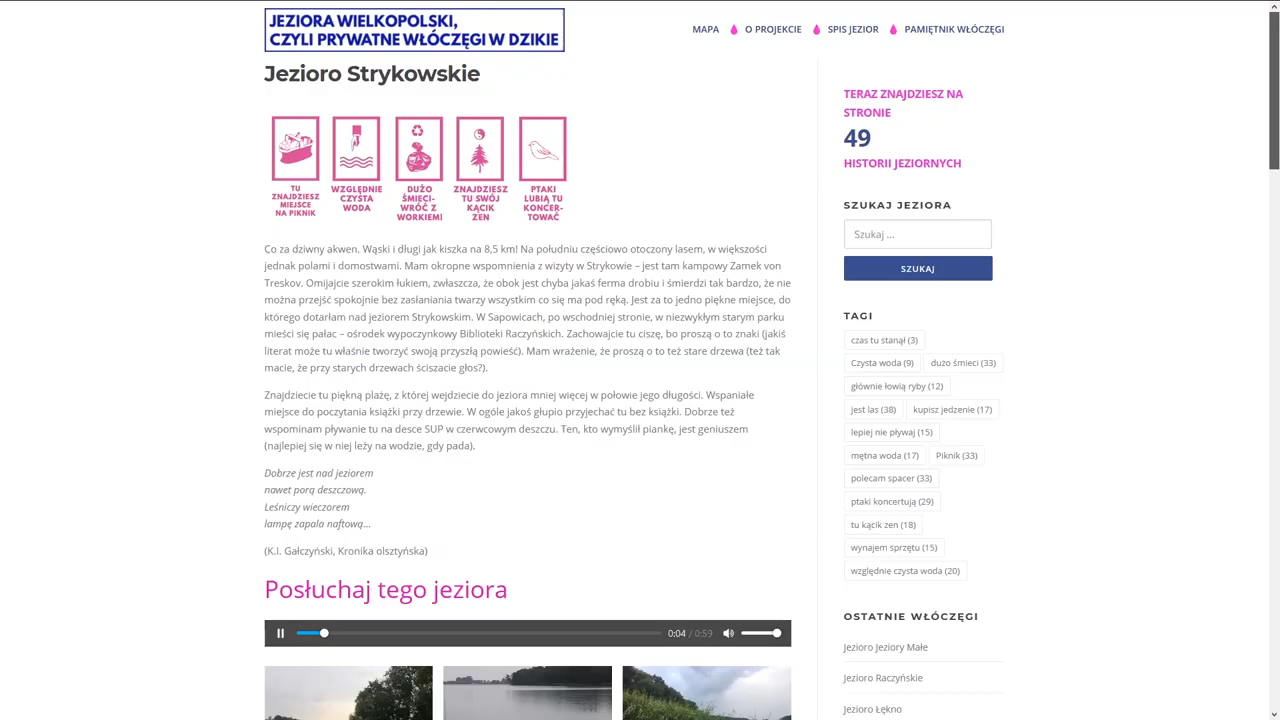 JEZIORA WIELKOPOLSKI,
CZYLI PRYWATNE WŁÓCZĘGI W DZIKIE
MAPA
O PROJEKCIE
SPIS JEZIOR
PAMIĘTNIK WŁÓCZĘGI
Jezioro Strykowskie
TU
ZNAJDZIESZ
MIEJSCE
NA PIKNIK
WZGLĘDNIE
CZYSTA
WODA
DUŻO
ŚMIECI-
WRÓĆ Z
WORKIEM!
ZNAJDZIESZ
TU SWÓJ
KĄCIK
ZEN
PTAKI
LUBIĄ TU
KONCER-
TOWAĆ
Co za dziwny akwen. Wąski i długi jak kiszka na 8,5 km! Na południu częściowo otoczony lasem, w większości
jednak polami i domostwami. Mam okropne wspomnienia z wizyty w Strykowie – jest tam kampowy Zamek von
Treskov. Omijajcie szerokim łukiem, zwłaszcza, że obok jest chyba jakaś ferma drobiu i śmierdzi tak bardzo, że nie
można przejść spokojnie bez zasłaniania twarzy wszystkim co się ma pod ręką. Jest za to jedno piękne miejsce, do
którego dotarłam nad jeziorem Strykowskim. W Sapowicach, po wschodniej stronie, w niezwykłym starym parku
mieści się pałac – ośrodek wypoczynkowy Biblioteki Raczyńskich. Zachowajcie tu ciszę, bo proszą o to znaki (jakiś
literat może tu właśnie tworzyć swoją przyszłą powieść). Mam wrażenie, że proszą o to też stare drzewa (też tak
macie, że przy starych drzewach ściszacie głos?).
Znajdziecie tu piękną plażę, z której wejdziecie do jeziora mniej więcej w połowie jego długości. Wspaniałe
miejsce do poczytania książki przy drzewie. W ogóle jakoś głupio przyjechać tu bez książki. Dobrze też
wspominam pływanie tu na desce SUP w czerwcowym deszczu. Ten, kto wymyślił piankę, jest geniuszem
(najlepiej się w niej leży na wodzie, gdy pada).
Dobrze jest nad jeziorem
nawet porą deszczową.
Leśniczy wieczorem
lampę zapala naftową…
(K.I. Gałczyński, Kronika olsztyńska)
Posłuchaj tego jeziora
0:04 / 0:59
TERAZ ZNAJDZIESZ NA
STRONIE
49
HISTORII JEZIORNYCH
SZUKAJ JEZIORA
Szukaj …
SZUKAJ
TAGI
czas tu stanął (3)
Czysta woda (9)
dużo śmieci (33)
głównie łowią ryby (12)
jest las (38)
kupisz jedzenie (17)
lepiej nie pływaj (15)
mętna woda (17)
Piknik (33)
polecam spacer (33)
ptaki koncertują (29)
tu kącik zen (18)
wynajem sprzętu (15)
względnie czysta woda (20)
OSTATNIE WŁÓCZĘGI
Jezioro Jeziory Małe
Jezioro Raczyńskie
Jezioro Łękno